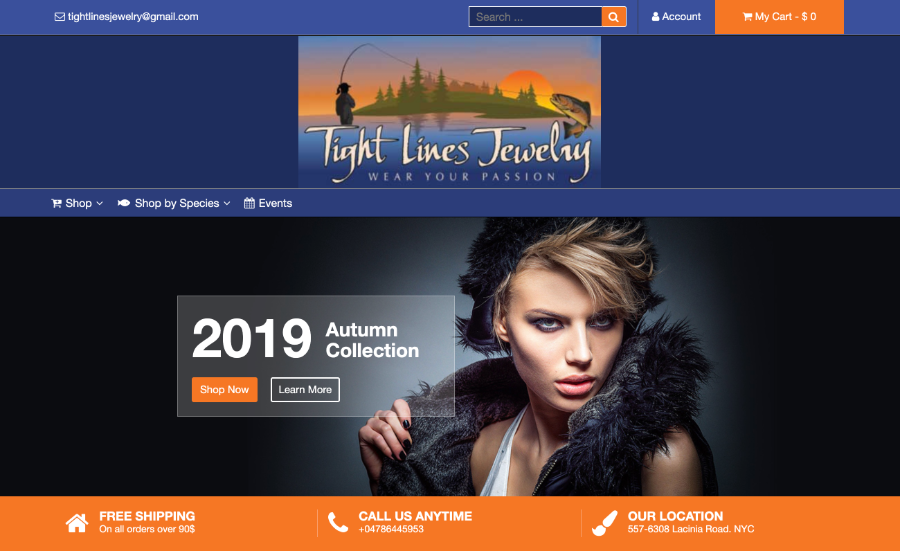 tightlinesjewelry@gmail.com
Search ...
Account
My Cart - $ 0
Tight Lines Jewelry
WEAR YOUR PASSION
Shop
Shop by Species
Events
2019 Autumn
Collection
Shop Now
Learn More
FREE SHIPPING
On all orders over 90$
CALL US ANYTIME
+04786445953
OUR LOCATION
557-6308 Lacinia Road. NYC